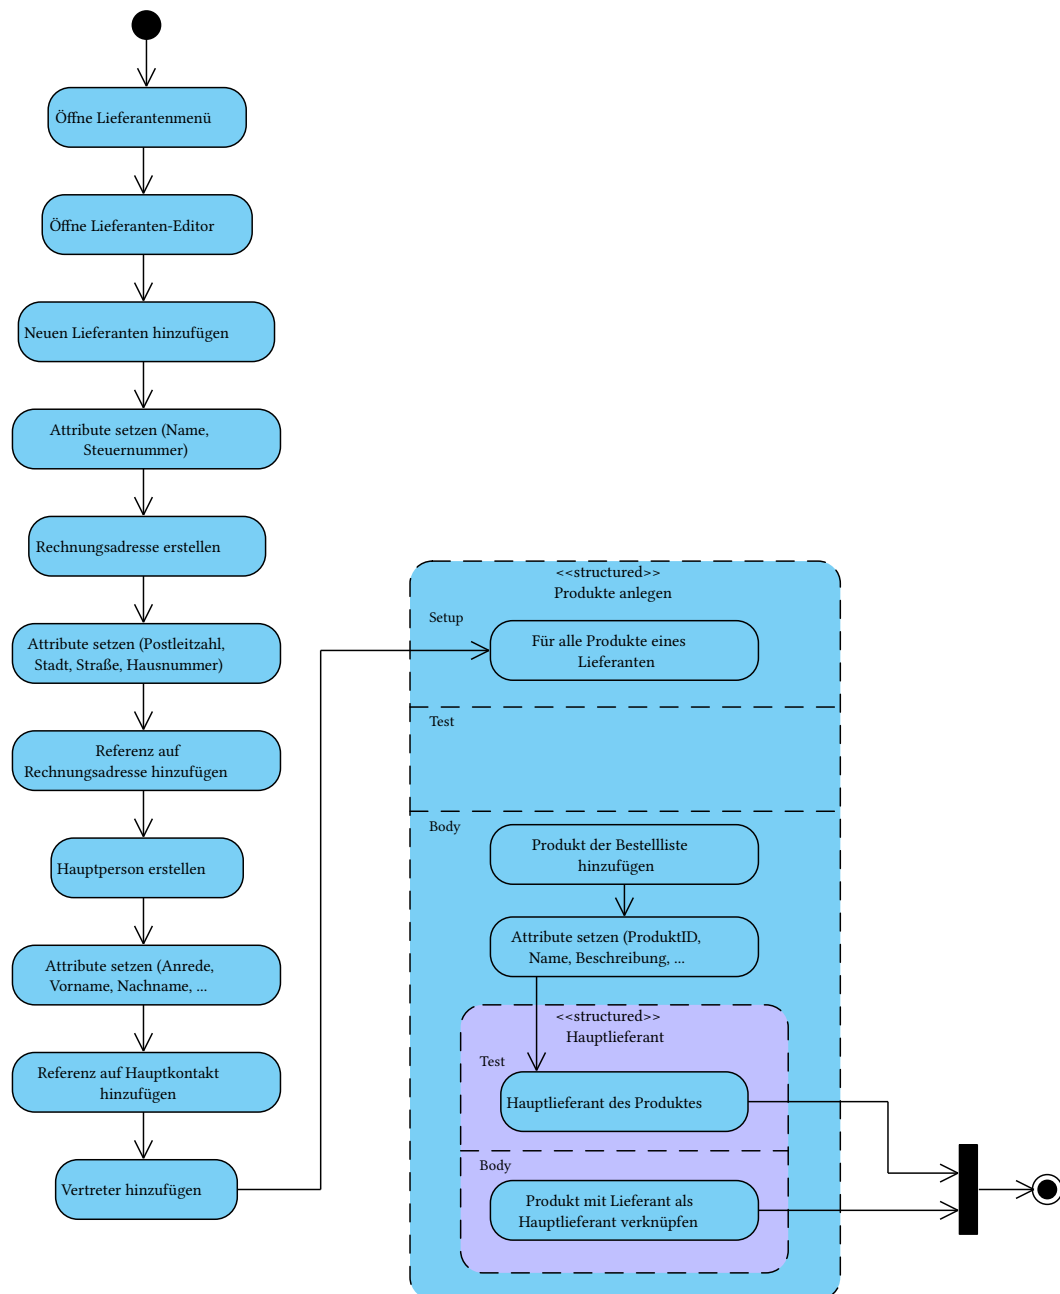 Öffne Lieferantenmenü
Öffne Lieferanten-Editor
Neuen Lieferanten hinzufügen
Attribute setzen (Name,
Steuernummer)
Rechnungsadresse erstellen
Attribute setzen (Postleitzahl,
Stadt, Straße, Hausnummer)
Referenz auf
Rechnungsadresse hinzufügen
Hauptperson erstellen
Attribute setzen (Anrede,
Vorname, Nachname, ...
Referenz auf Hauptkontakt
hinzufügen
Vertreter hinzufügen
<<structured>>
Produkte anlegen
Setup
Für alle Produkte eines
Lieferanten
Test
Body
Produkt der Bestellliste
hinzufügen
Attribute setzen (ProduktID,
Name, Beschreibung, ...
<<structured>>
Hauptlieferant
Test
Hauptlieferant des Produktes
Body
Produkt mit Lieferant als
Hauptlieferant verknüpfen